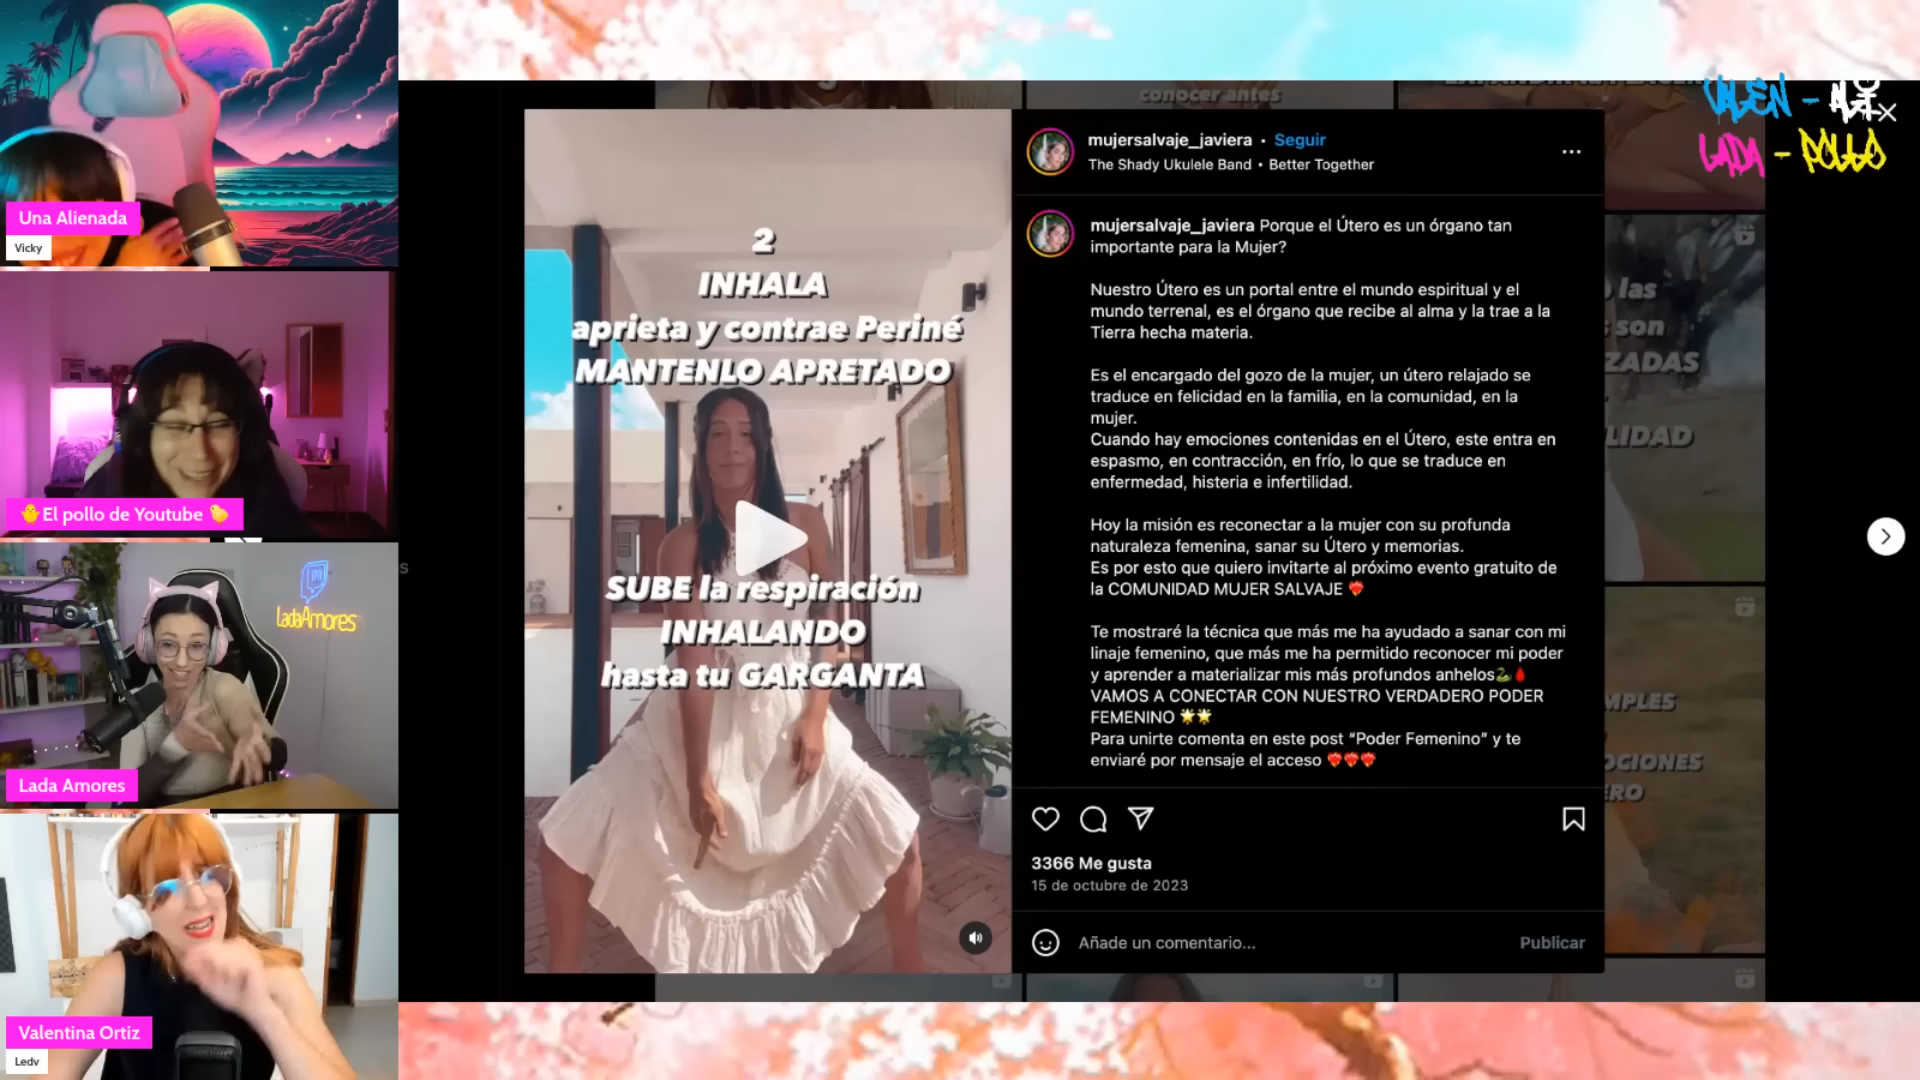 Una Alienada
Vicky
🐥El pollo de Youtube 🐤
LadaAmores
Lada Amores
Valentina Ortiz
Ledv
conocer antes
VALEN - ALI
LADA - POLLO
2
INHALA
aprieta y contrae Periné
MANTENLO APRETADO
SUBE la respiración
INHALANDO
hasta tu GARGANTA
mujersalvaje_javiera • Seguir
The Shady Ukulele Band • Better Together
mujersalvaje_javiera Porque el Útero es un órgano tan
importante para la Mujer?
Nuestro Útero es un portal entre el mundo espiritual y el
mundo terrenal, es el órgano que recibe al alma y la trae a la
Tierra hecha materia.
Es el encargado del gozo de la mujer, un útero relajado se
traduce en felicidad en la familia, en la comunidad, en la
mujer.
Cuando hay emociones contenidas en el Útero, este entra en
espasmo, en contracción, en frío, lo que se traduce en
enfermedad, histeria e infertilidad.
Hoy la misión es reconectar a la mujer con su profunda
naturaleza femenina, sanar su Útero y memorias.
Es por esto que quiero invitarte al próximo evento gratuito de
la COMUNIDAD MUJER SALVAJE ❤️‍🔥
Te mostraré la técnica que más me ha ayudado a sanar con mi
linaje femenino, que más me ha permitido reconocer mi poder
y aprender a materializar mis más profundos anhelos🐍🩸
VAMOS A CONECTAR CON NUESTRO VERDADERO PODER
FEMENINO 🌟🌟
Para unirte comenta en este post “Poder Femenino” y te
enviaré por mensaje el acceso ❤️‍🔥❤️‍🔥❤️‍🔥
3366 Me gusta
15 de octubre de 2023
Añade un comentario...
Publicar
las
son
ZADAS
LIDAD
MPLES
OCIONES
ERO